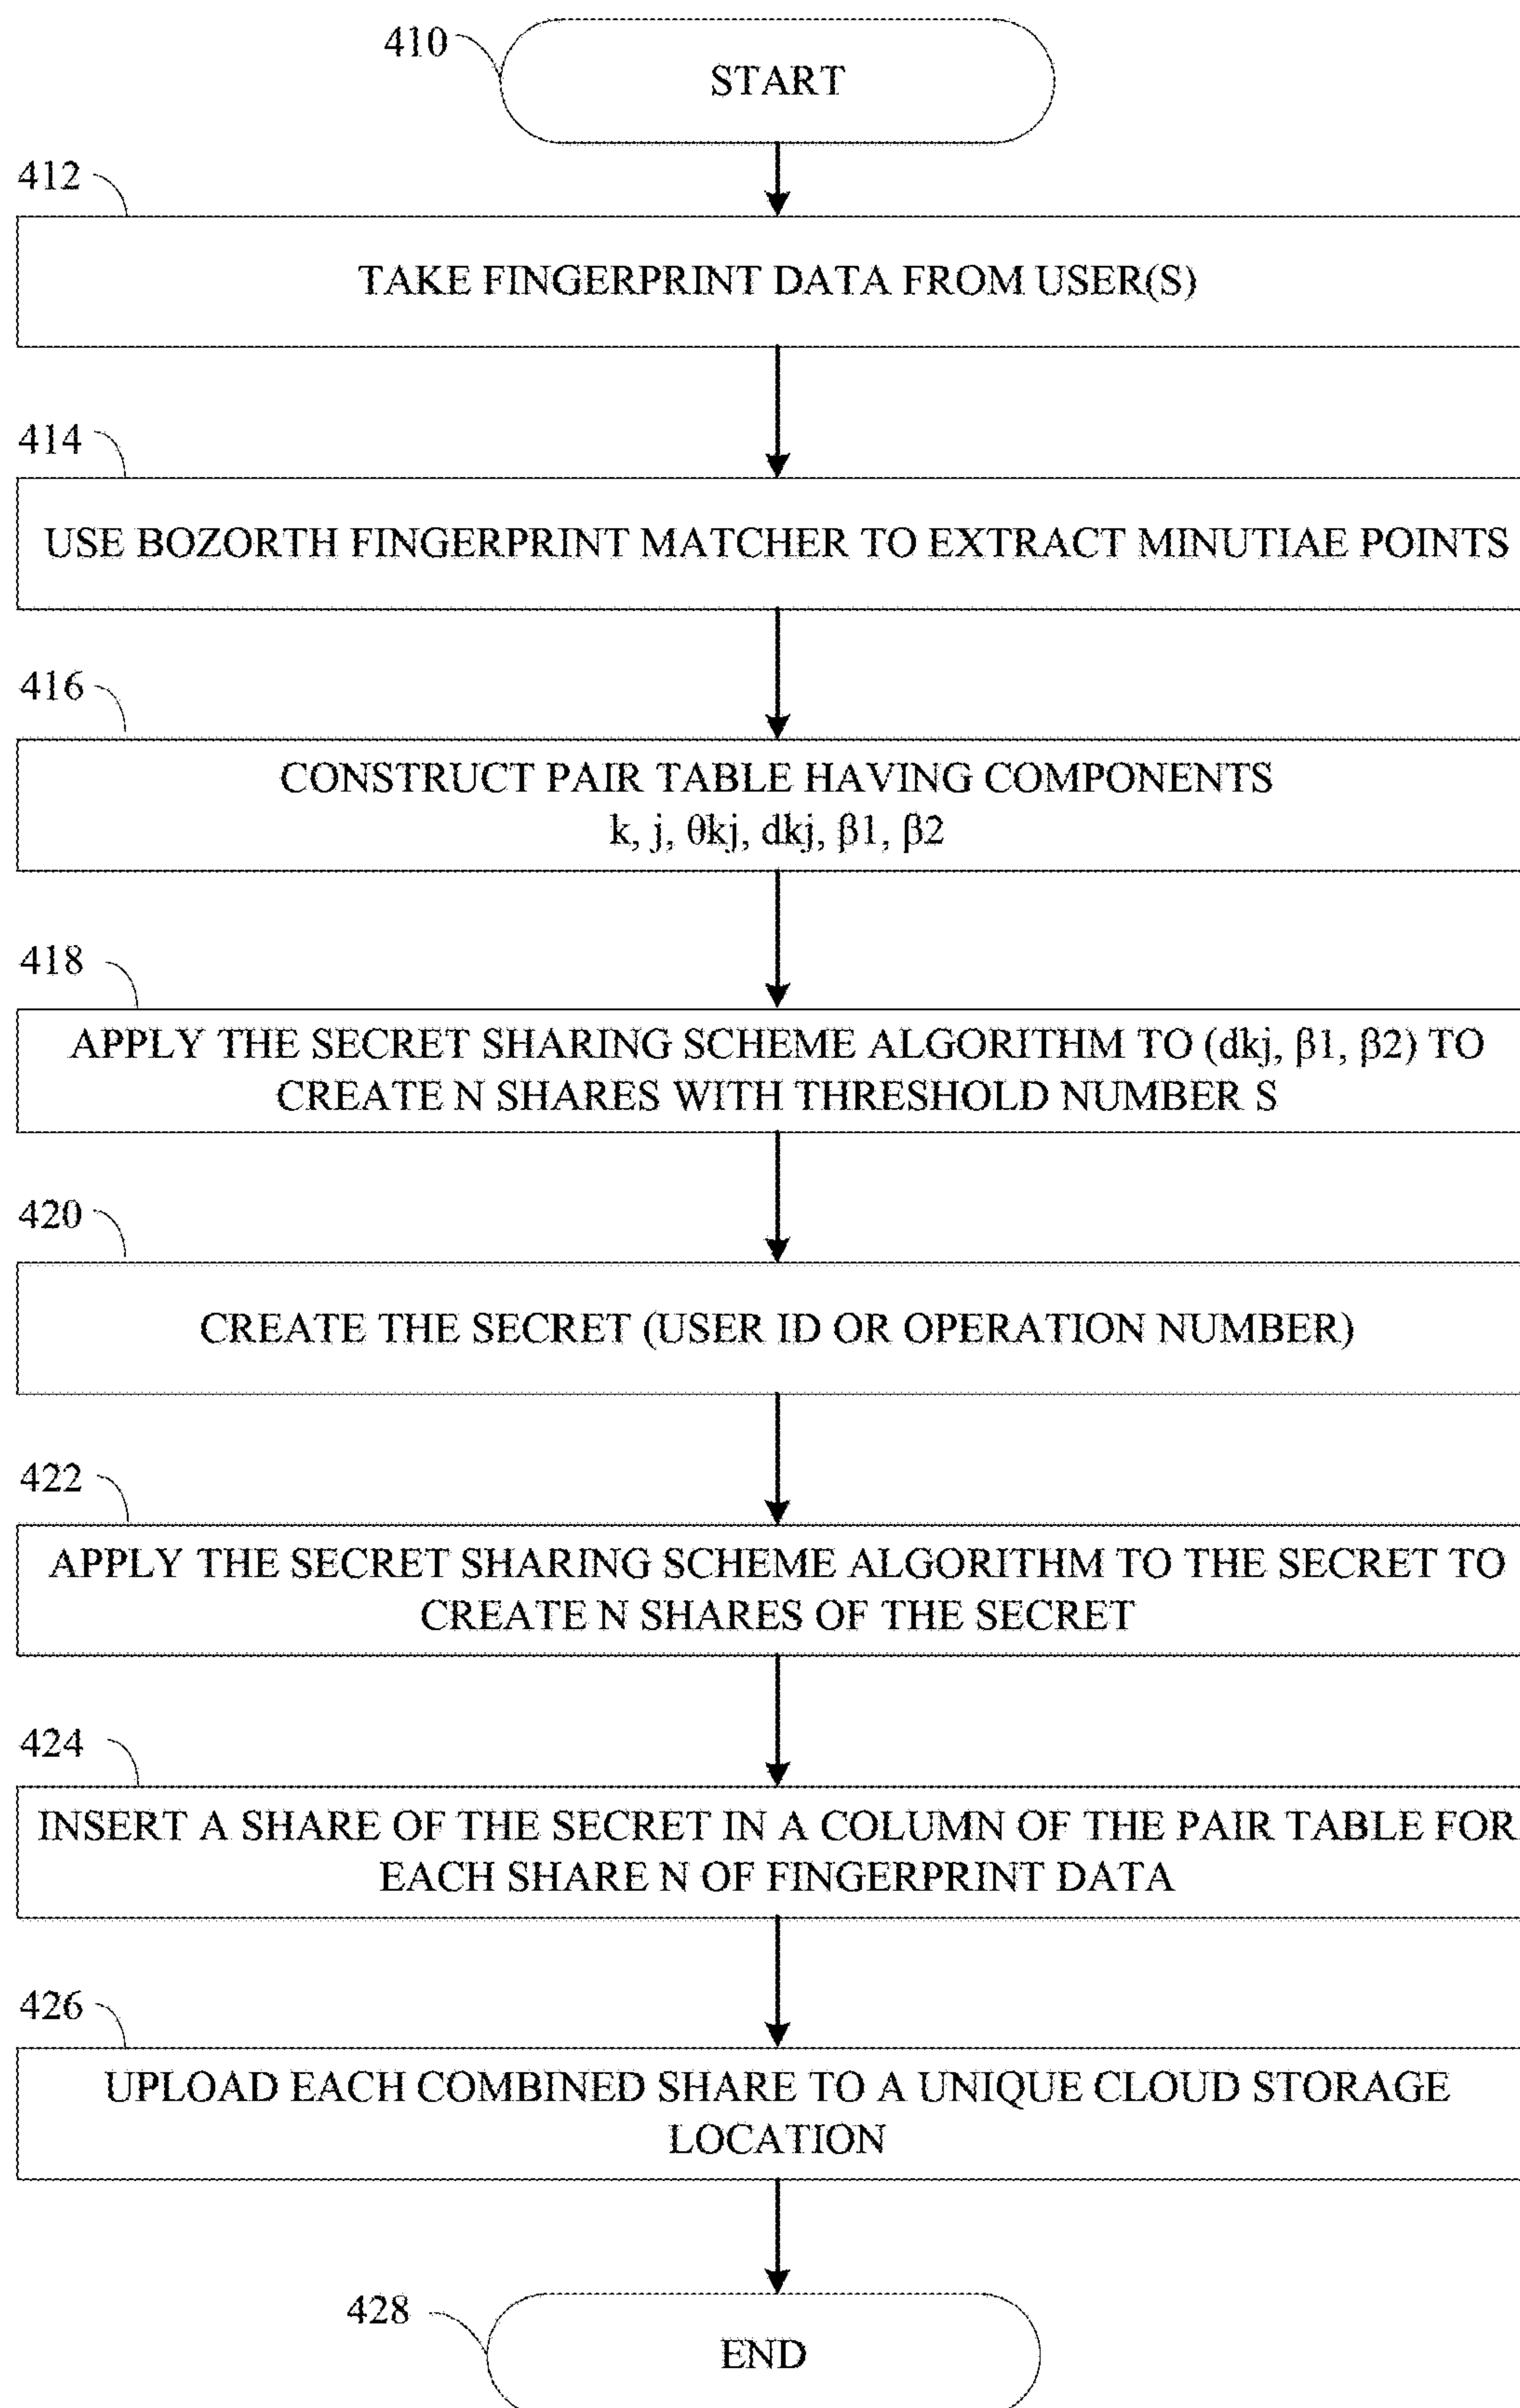 410
START
412
TAKE FINGERPRINT DATA FROM USER(S)
414
USE BOZORTH FINGERPRINT MATCHER TO EXTRACT MINUTIAE POINTS
416
CONSTRUCT PAIR TABLE HAVING COMPONENTS
k, j, θkj, dkj, β1, β2
418
APPLY THE SECRET SHARING SCHEME ALGORITHM TO (dkj, β1, β2) TO
CREATE N SHARES WITH THRESHOLD NUMBER S
420
CREATE THE SECRET (USER ID OR OPERATION NUMBER)
422
APPLY THE SECRET SHARING SCHEME ALGORITHM TO THE SECRET TO
CREATE N SHARES OF THE SECRET
424
INSERT A SHARE OF THE SECRET IN A COLUMN OF THE PAIR TABLE FOR
EACH SHARE N OF FINGERPRINT DATA
426
UPLOAD EACH COMBINED SHARE TO A UNIQUE CLOUD STORAGE
LOCATION
428
END